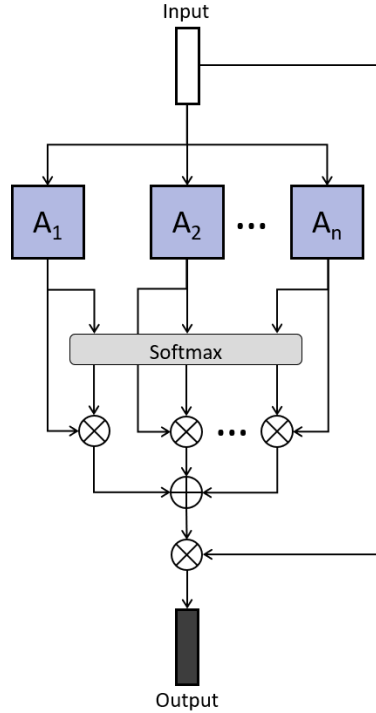 Input
A₁
A₂
...
Aₙ
Softmax
...
Output